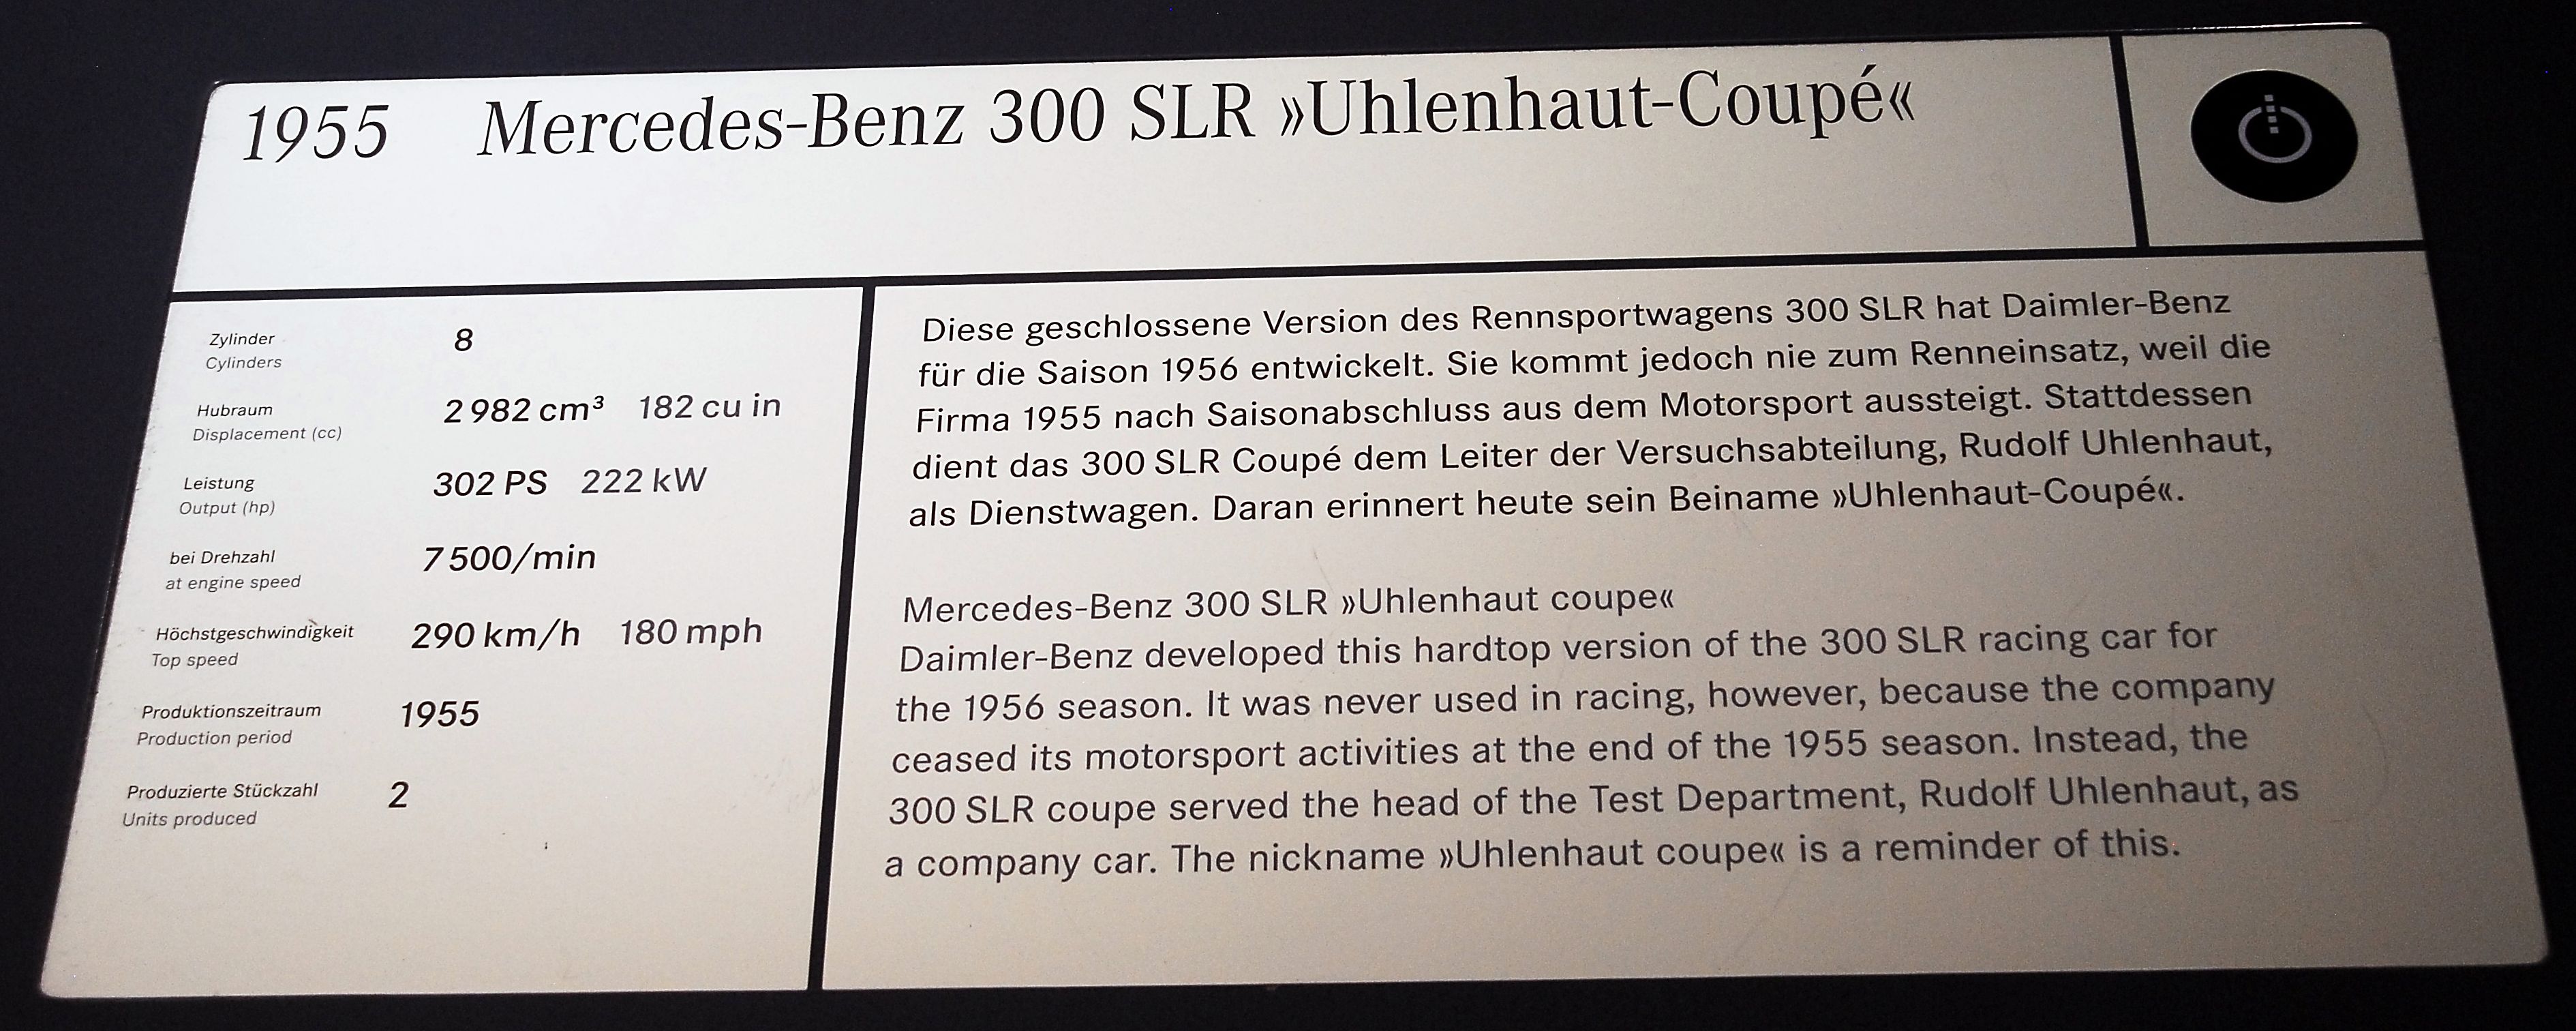 1955 Mercedes-Benz 300 SLR »Uhlenhaut-Coupé«
Zylinder 8
Cylinders
Hubraum 2 982 cm³ 182 cu in
Displacement (cc)
Leistung 302 PS 222 kW
Output (hp)
bei Drehzahl 7 500/min
at engine speed
Höchstgeschwindigkeit 290 km/h 180 mph
Top speed
Produktionszeitraum 1955
Production period
Produzierte Stückzahl 2
Units produced
Diese geschlossene Version des Rennsportwagens 300 SLR hat Daimler-Benz
für die Saison 1956 entwickelt. Sie kommt jedoch nie zum Renneinsatz, weil die
Firma 1955 nach Saisonabschluss aus dem Motorsport aussteigt. Stattdessen
dient das 300 SLR Coupé dem Leiter der Versuchsabteilung, Rudolf Uhlenhaut,
als Dienstwagen. Daran erinnert heute sein Beiname »Uhlenhaut-Coupé«.
Mercedes-Benz 300 SLR »Uhlenhaut coupe«
Daimler-Benz developed this hardtop version of the 300 SLR racing car for
the 1956 season. It was never used in racing, however, because the company
ceased its motorsport activities at the end of the 1955 season. Instead, the
300 SLR coupe served the head of the Test Department, Rudolf Uhlenhaut, as
a company car. The nickname »Uhlenhaut coupe« is a reminder of this.